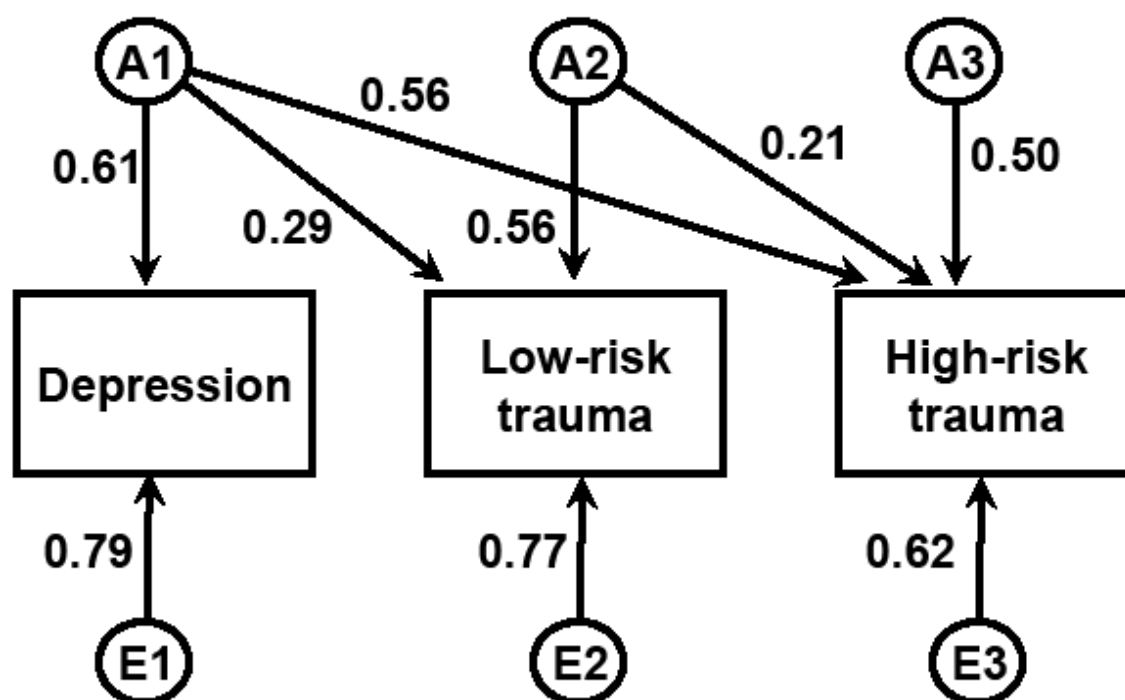 A1
A2
A3
0.56
0.61
0.29
0.56
0.21
0.50
Depression
Low-risk
trauma
High-risk
trauma
0.79
0.77
0.62
E1
E2
E3